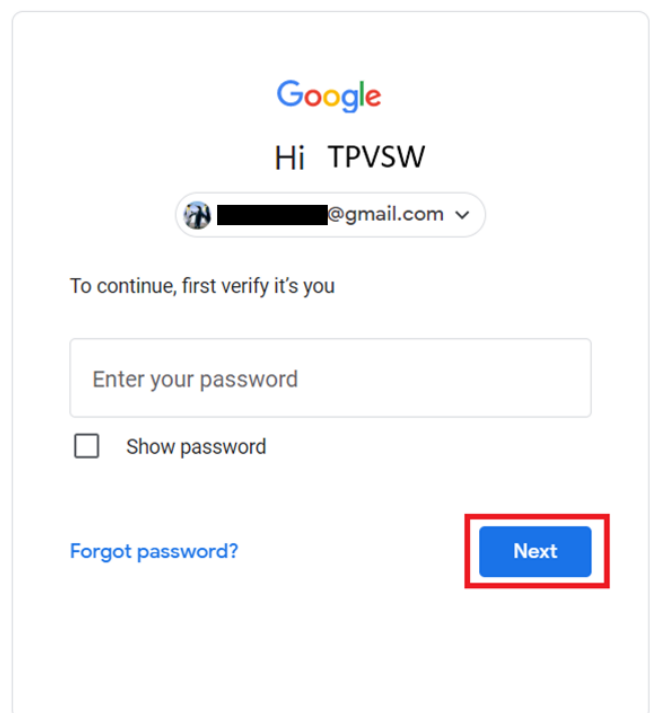 Google
Hi TPVSW
@gmail.com
To continue, first verify it's you
Enter your password
Show password
Forgot password?
Next